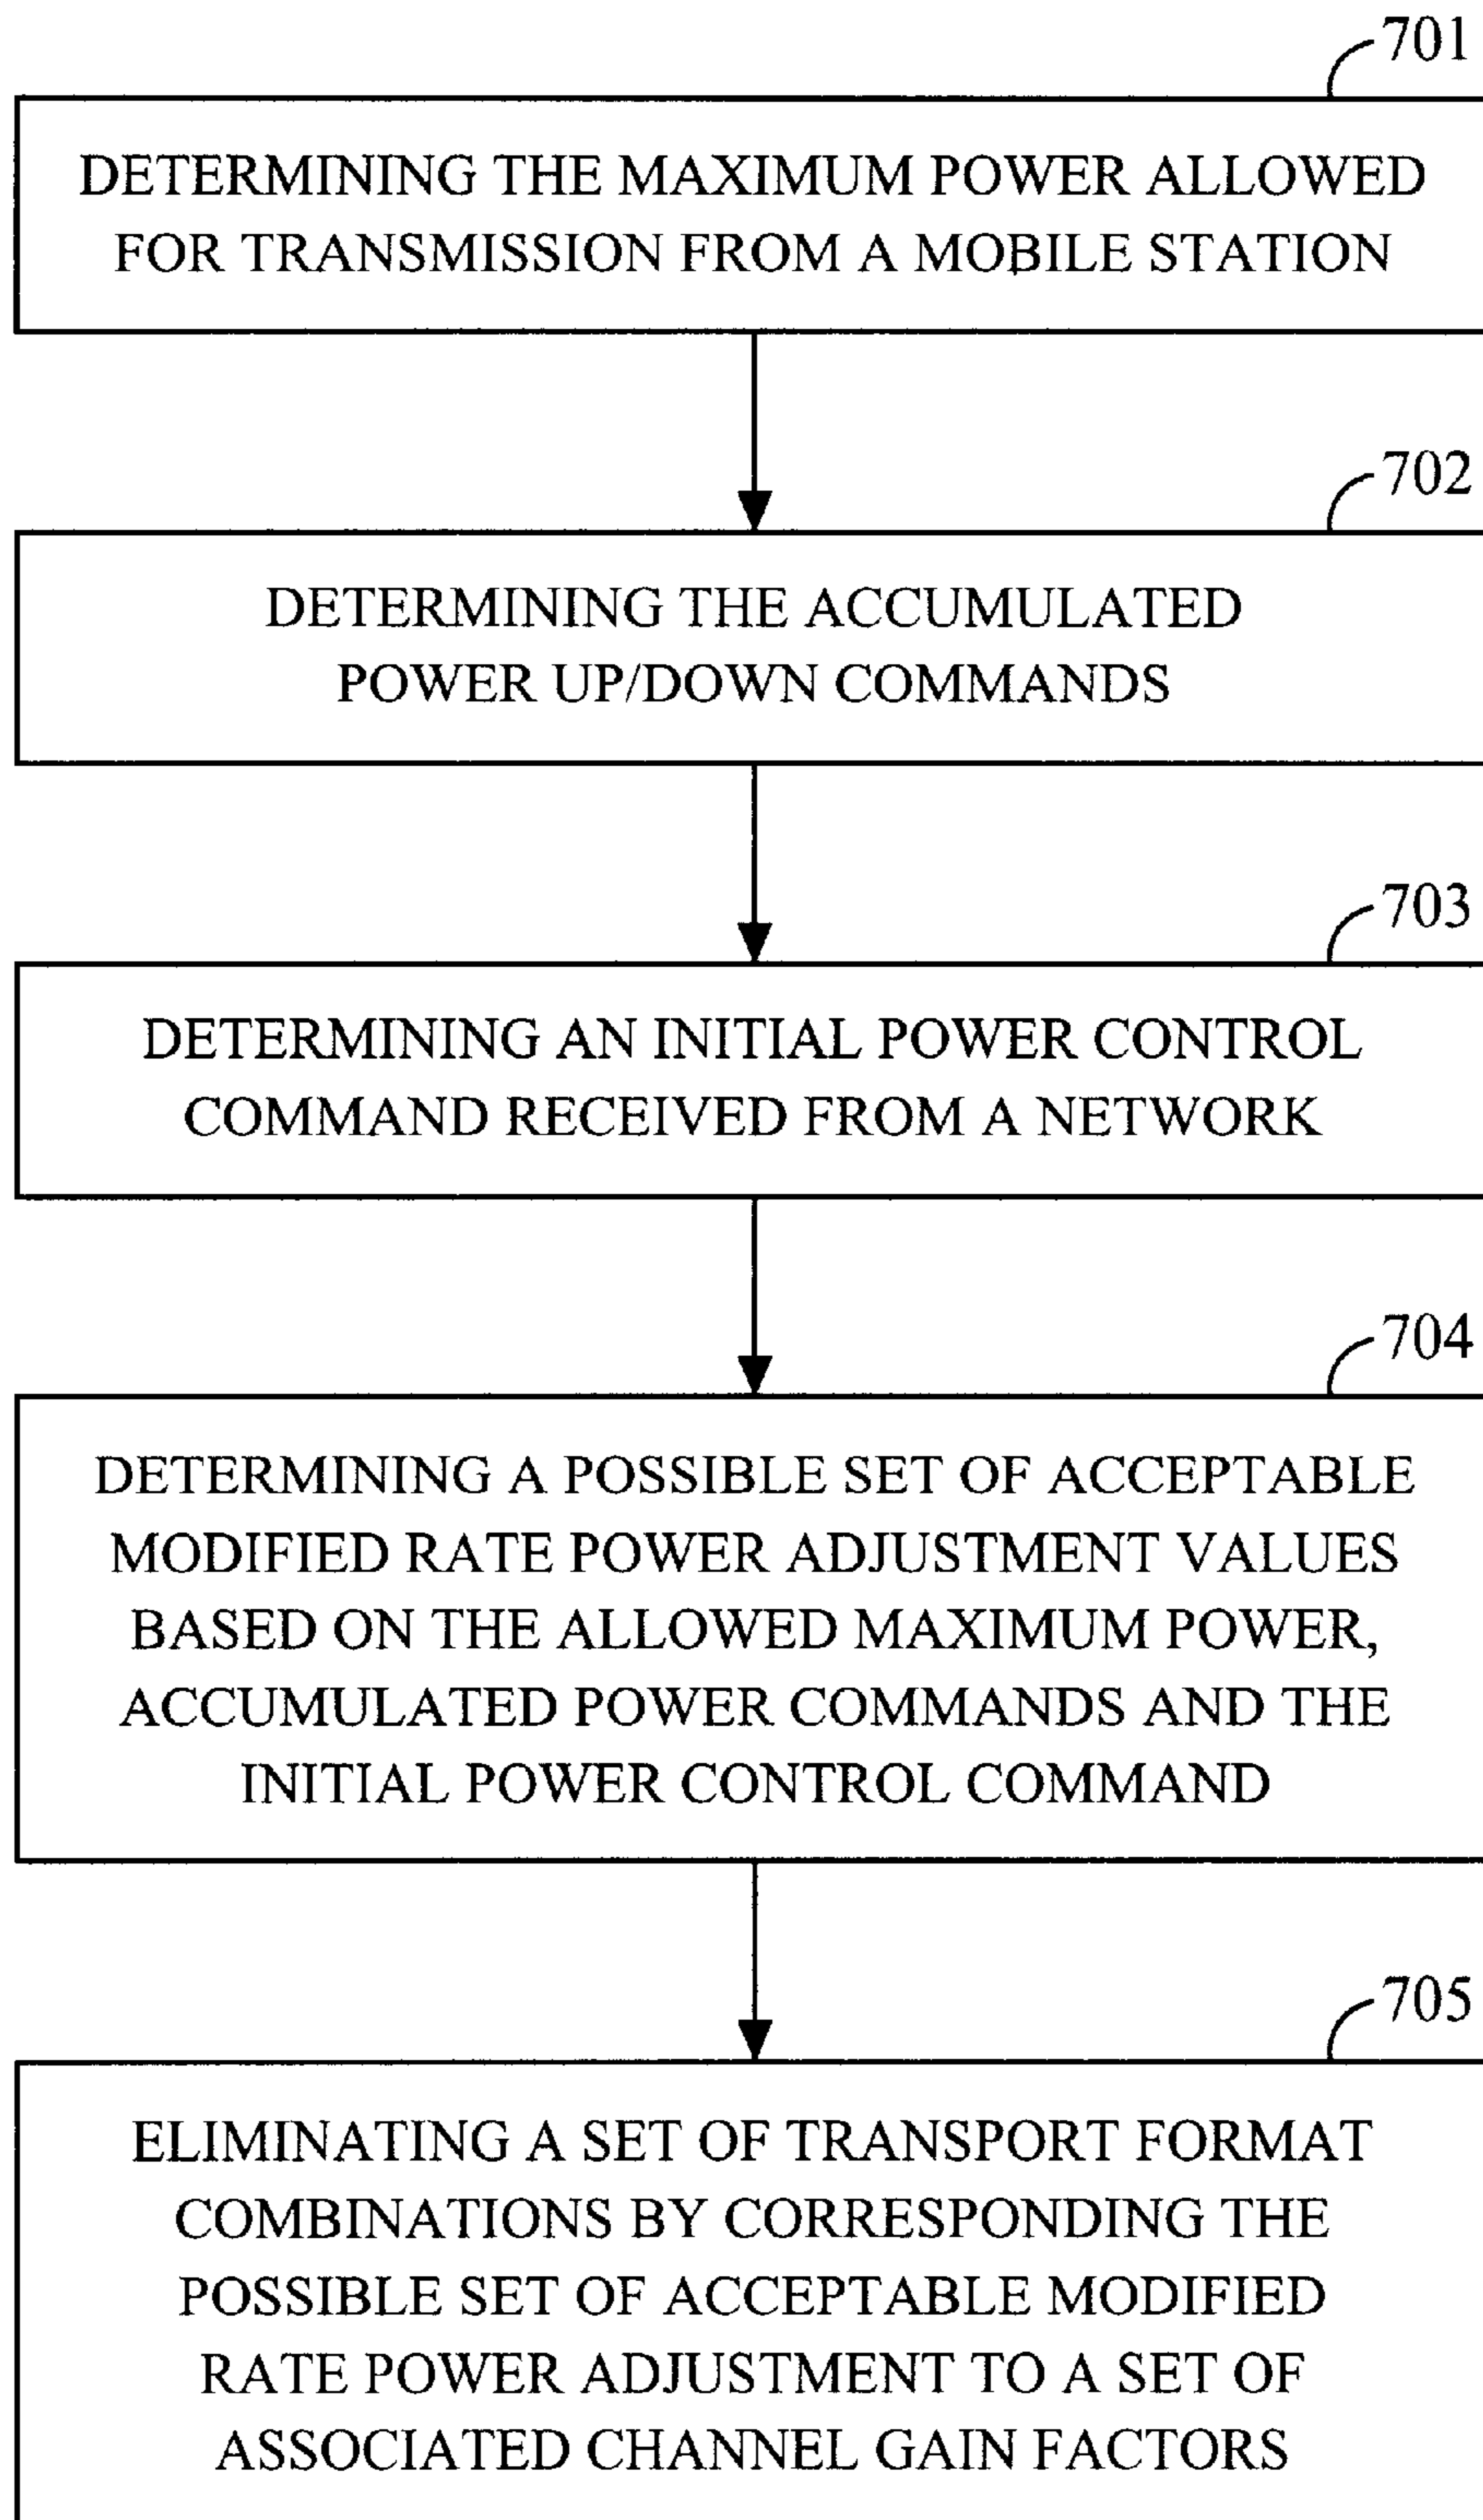 701
DETERMINING THE MAXIMUM POWER ALLOWED
FOR TRANSMISSION FROM A MOBILE STATION
702
DETERMINING THE ACCUMULATED
POWER UP/DOWN COMMANDS
703
DETERMINING AN INITIAL POWER CONTROL
COMMAND RECEIVED FROM A NETWORK
704
DETERMINING A POSSIBLE SET OF ACCEPTABLE
MODIFIED RATE POWER ADJUSTMENT VALUES
BASED ON THE ALLOWED MAXIMUM POWER,
ACCUMULATED POWER COMMANDS AND THE
INITIAL POWER CONTROL COMMAND
705
ELIMINATING A SET OF TRANSPORT FORMAT
COMBINATIONS BY CORRESPONDING THE
POSSIBLE SET OF ACCEPTABLE MODIFIED
RATE POWER ADJUSTMENT TO A SET OF
ASSOCIATED CHANNEL GAIN FACTORS